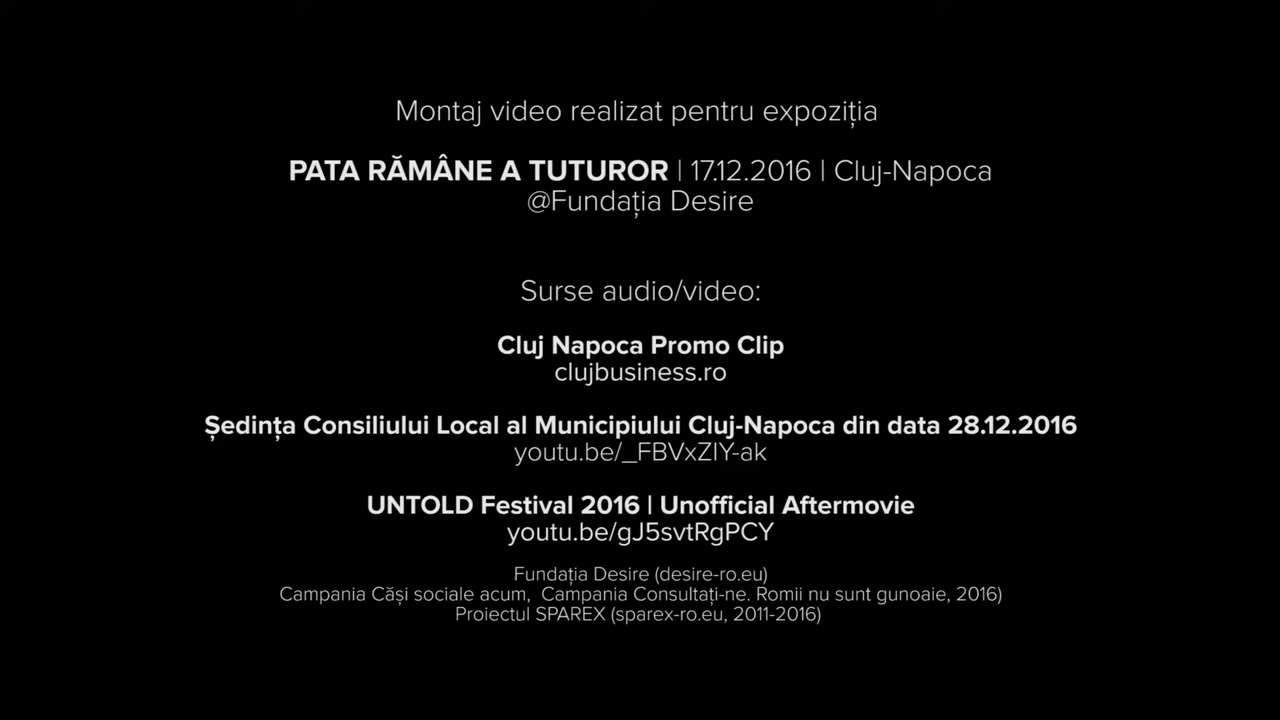 Montaj video realizat pentru expoziția
PATA RĂMÂNE A TUTUROR | 17.12.2016 | Cluj-Napoca
@Fundația Desire
Surse audio/video:
Cluj Napoca Promo Clip
clujbusiness.ro
Ședința Consiliului Local al Municipiului Cluj-Napoca din data 28.12.2016
youtu.be/_FBVxZIY-ak
UNTOLD Festival 2016 | Unofficial Aftermovie
youtu.be/gJ5svtRgPCY
Fundația Desire (desire-ro.eu)
Campania Căși sociale acum,  Campania Consultați-ne. Romii nu sunt gunoaie, 2016)
Proiectul SPAREX (sparex-ro.eu, 2011-2016)